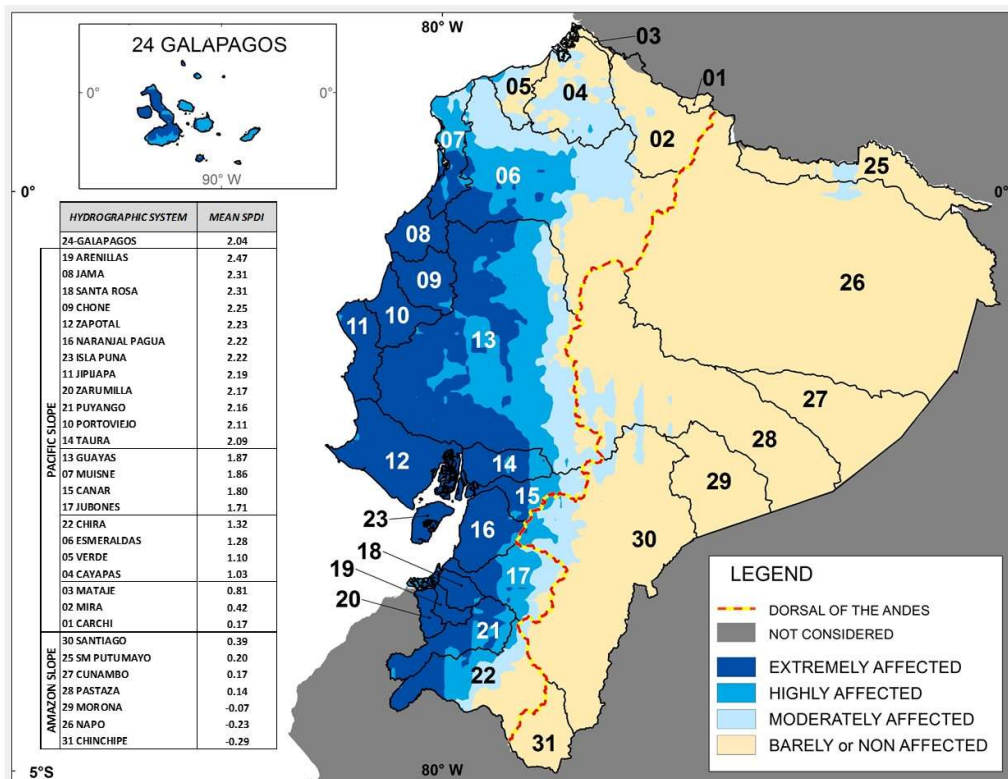 80° W
24 GALAPAGOS
0°
0°
90° W
03
01
05
04
02
07
25
06
0°
0°
08
09
26
10
11
13
27
28
12
14
29
15
23
16
30
18
17
19
20
21
22
31
HYDROGRAPHIC SYSTEM MEAN SPDI
24-GALAPAGOS 2.04
PACIFIC SLOPE
19 ARENILLAS 2.47
08 JAMA 2.31
18 SANTA ROSA 2.31
09 CHONE 2.25
12 ZAPOTAL 2.23
16 NARANJAL PAGUA 2.22
23 ISLA PUNA 2.22
11 JIPIJAPA 2.19
20 ZARUMILLA 2.17
21 PUYANGO 2.16
10 PORTOVIEJO 2.11
14 TAURA 2.09
13 GUAYAS 1.87
07 MUISNE 1.86
15 CANAR 1.80
17 JUBONES 1.71
22 CHIRA 1.32
06 ESMERALDAS 1.28
05 VERDE 1.10
04 CAYAPAS 1.03
03 MATAJE 0.81
02 MIRA 0.42
01 CARCHI 0.17
AMAZON SLOPE
30 SANTIAGO 0.39
25 SM PUTUMAYO 0.20
27 CUNAMBO 0.17
28 PASTAZA 0.14
29 MORONA -0.07
26 NAPO -0.23
31 CHINCHIPE -0.29
LEGEND
DORSAL OF THE ANDES
NOT CONSIDERED
EXTREMELY AFFECTED
HIGHLY AFFECTED
MODERATELY AFFECTED
BARELY or NON AFFECTED
5°S
80° W